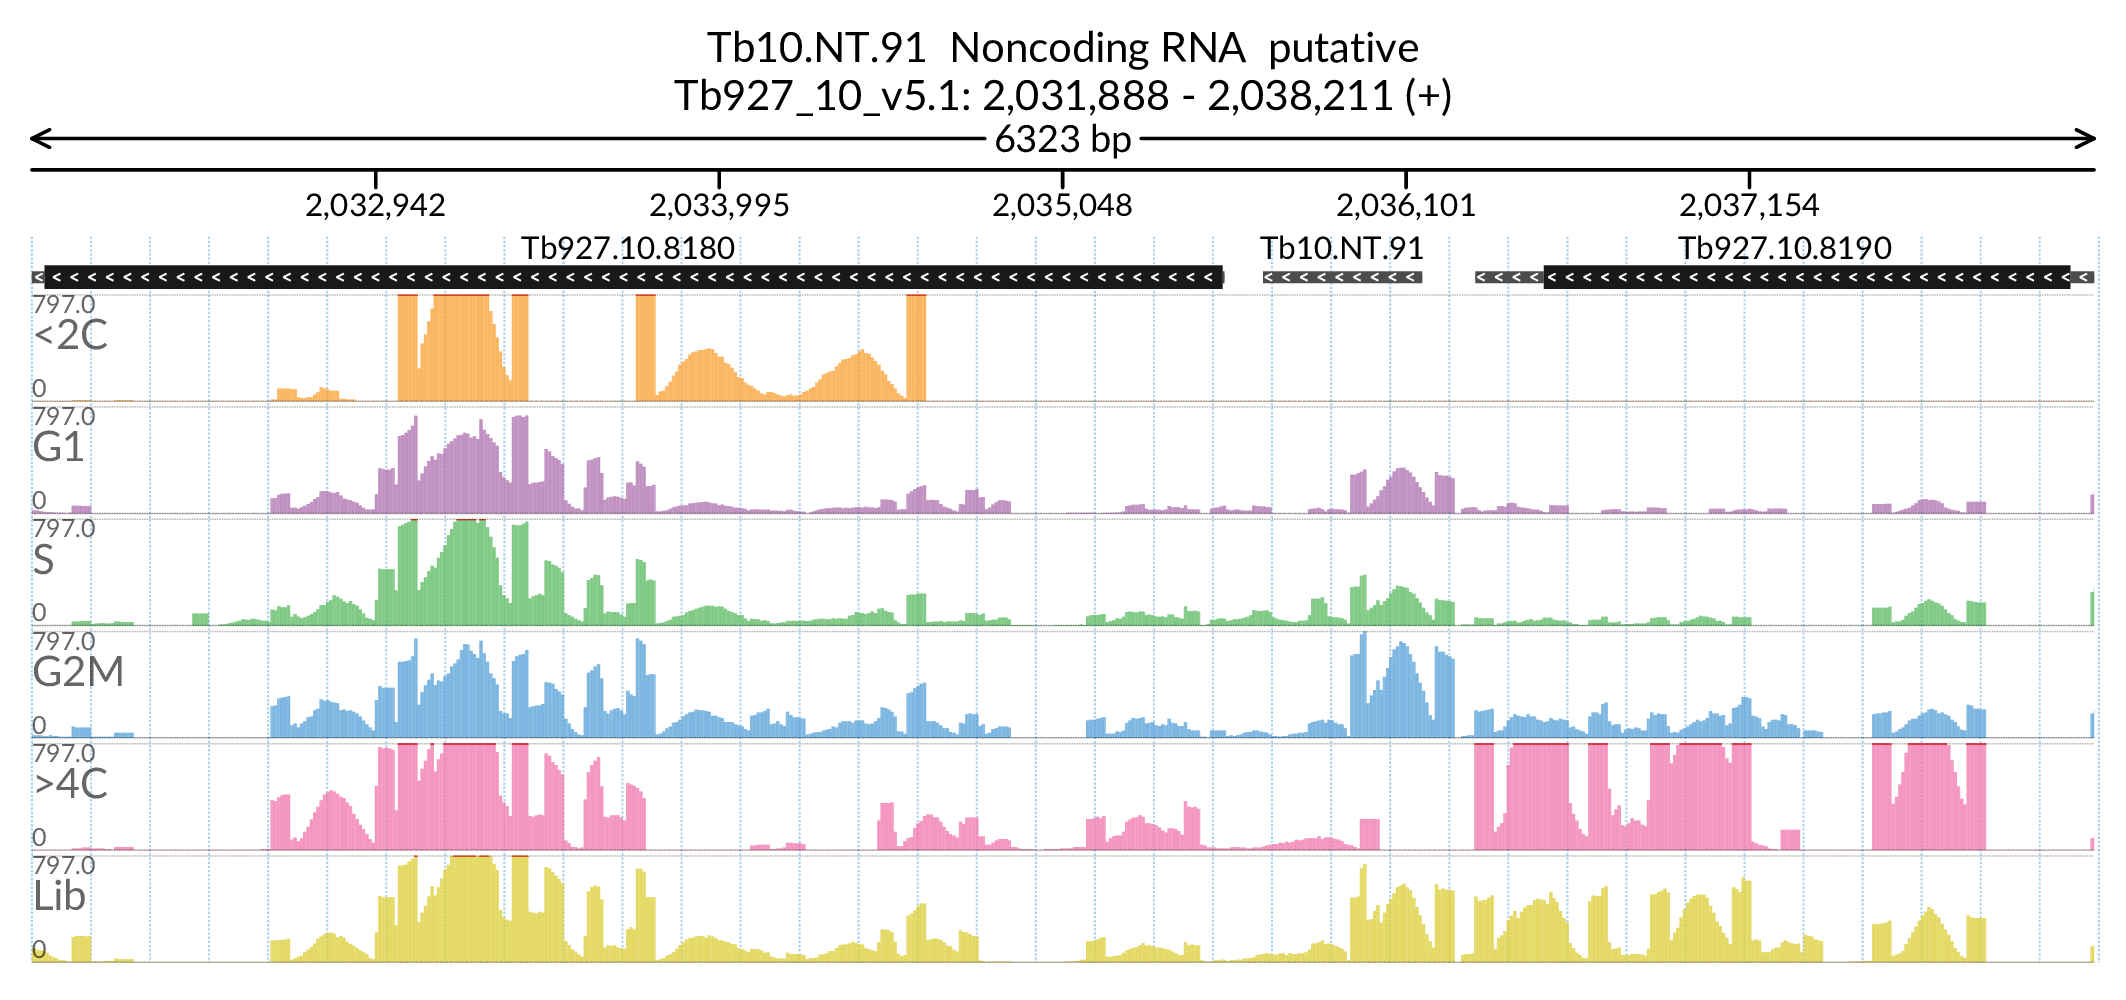 Tb10.NT.91 Noncoding RNA putative
Tb927_10_v5.1: 2,031,888 - 2,038,211 (+)
6323 bp
2,032,942 2,033,995 2,035,048 2,036,101 2,037,154
Tb927.10.8180 Tb10.NT.91 Tb927.10.8190
797.0
<2C
0
797.0
G1
0
797.0
S
0
797.0
G2M
0
797.0
>4C
0
797.0
Lib
0